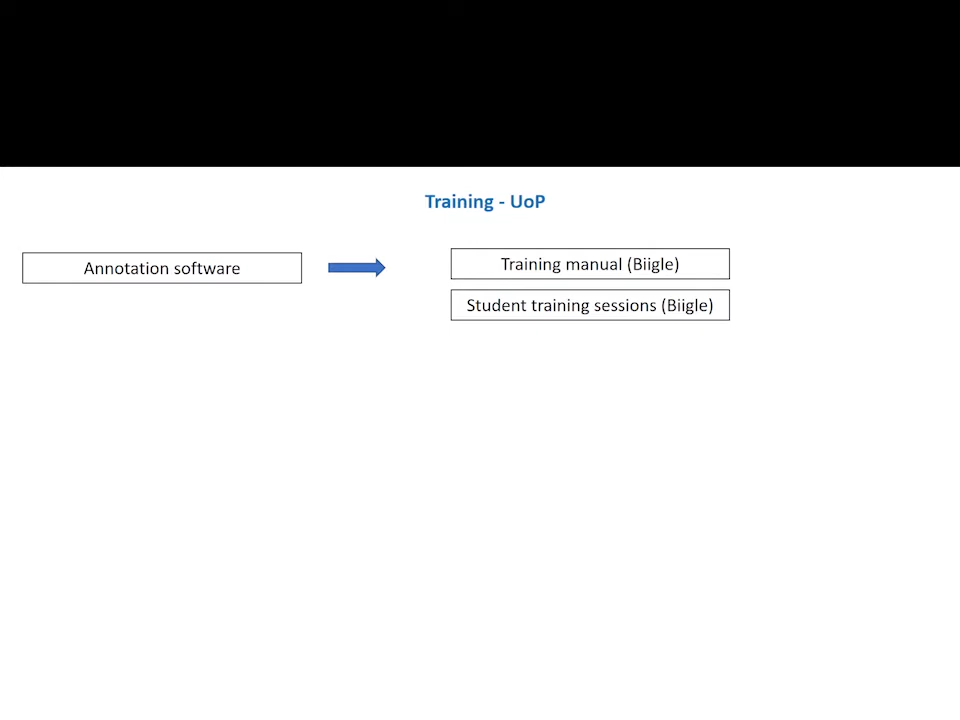 Training - UoP
Annotation software
Training manual (Biigle)
Student training sessions (Biigle)